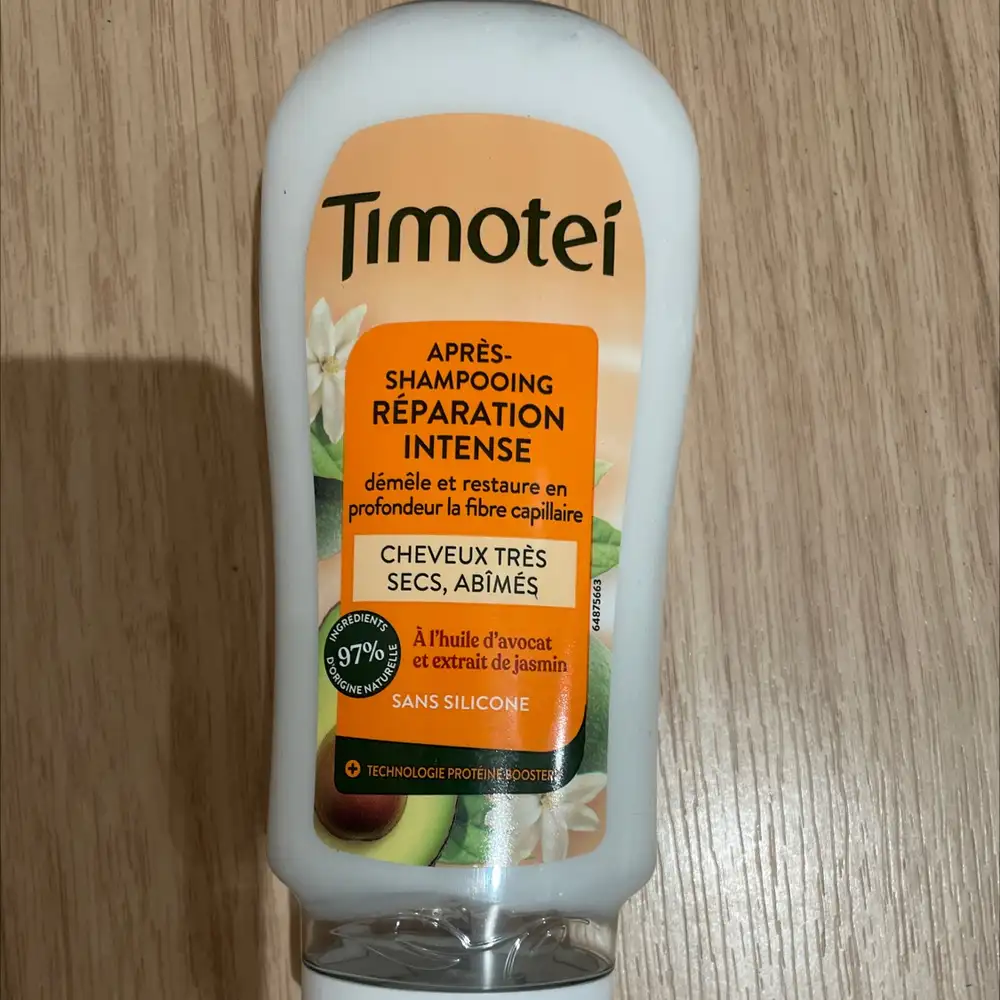 Timotei
APRÈS-
SHAMPOOING
RÉPARATION
INTENSE
démêle et restaure en
profondeur la fibre capillaire
CHEVEUX TRÈS
SECS, ABÎMÉS
64875663
INGRÉDIENTS
97%
D'ORIGINE NATURELLE
À l'huile d'avocat
et extrait de jasmin
SANS SILICONE
+ TECHNOLOGIE PROTÉINE BOOSTER